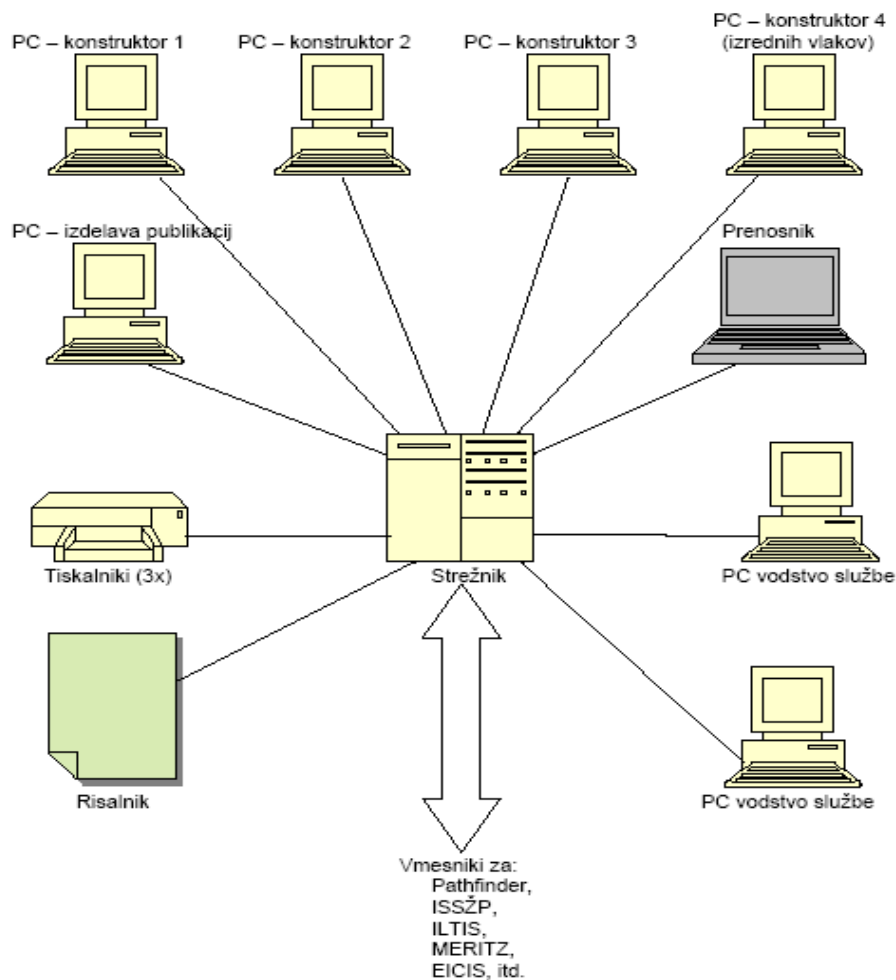 PC – konstruktor 1
PC – konstruktor 2
PC – konstruktor 3
PC – konstruktor 4
(izrednih vlakov)
PC – izdelava publikacij
Prenosnik
Tiskalniki (3x)
Strežnik
PC vodstvo službe
Risalnik
PC vodstvo službe
Vmesniki za:
Pathfinder,
ISSŽP,
ILTIS,
MERITZ,
EICIS, itd.